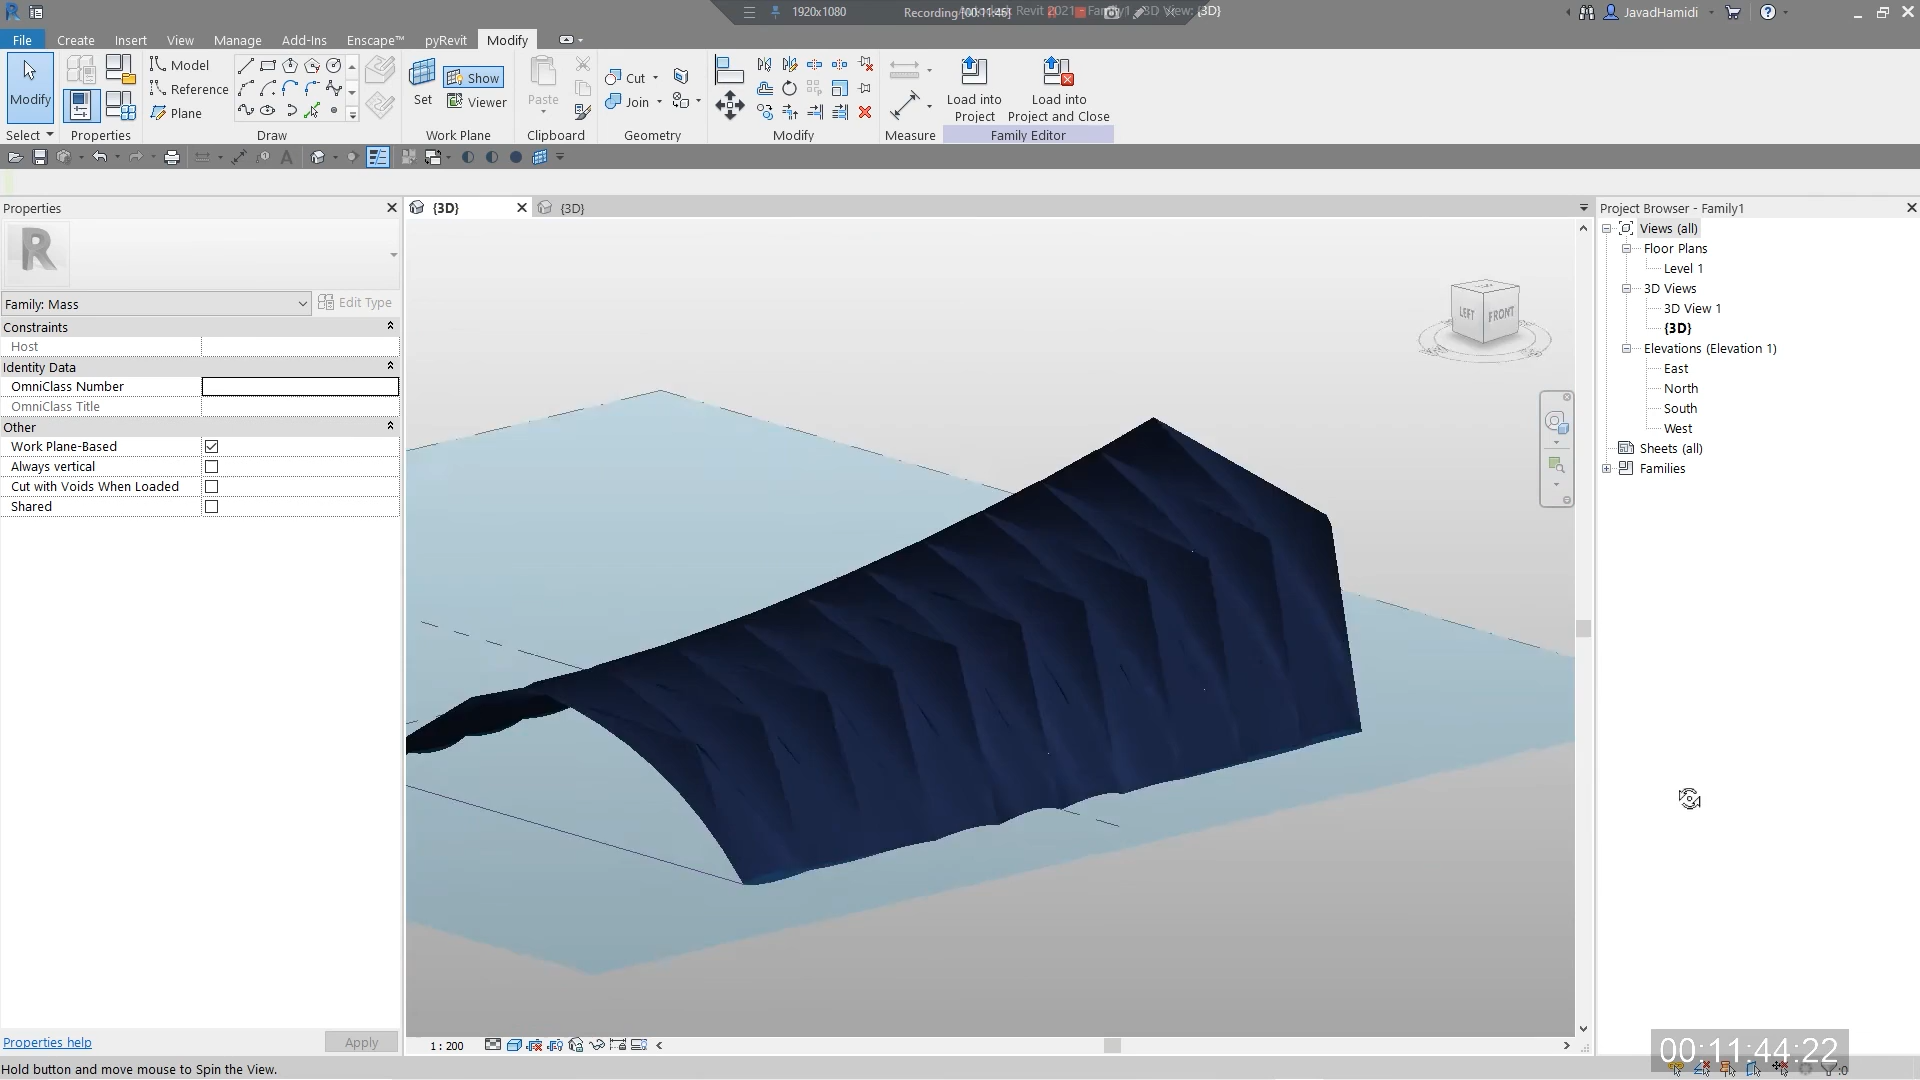 1920x1080 Recording [00:11:46] Autodesk Revit 2021 - Family1 - 3D View: {3D} JavadHamidi
File Create Insert View Manage Add-Ins Enscape™ pyRevit Modify
Modify Model Reference Plane Set Show Viewer Paste Cut Join Load into Project Load into Project and Close
Select Properties Draw Work Plane Clipboard Geometry Modify Measure Family Editor
Properties
{3D} {3D}
Project Browser - Family1
R
Family: Mass Edit Type
Constraints
Host
Identity Data
OmniClass Number
OmniClass Title
Other
Work Plane-Based
Always vertical
Cut with Voids When Loaded
Shared
Properties help Apply
LEFT FRONT
Views (all)
Floor Plans
Level 1
3D Views
3D View 1
{3D}
Elevations (Elevation 1)
East
North
South
West
Sheets (all)
Families
1 : 200
00:11:44:22
Hold button and move mouse to Spin the View.
:0